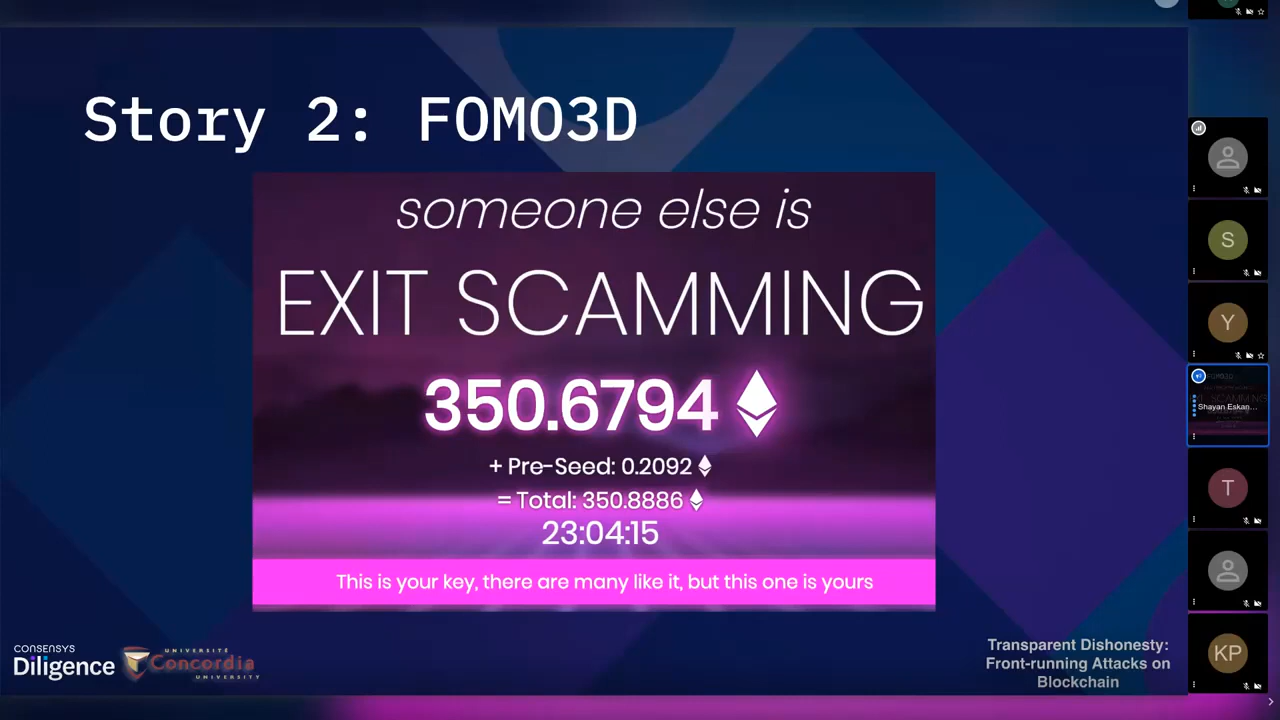 Story 2: FOMO3D
someone else is
EXIT SCAMMING
350.6794
+ Pre-Seed: 0.2092
= Total: 350.8886
23:04:15
This is your key, there are many like it, but this one is yours
CONSENSYS
Diligence
UNIVERSITÉ
Concordia
UNIVERSITY
Transparent Dishonesty:
Front-running Attacks on
Blockchain
S
Y
FOMO3D
Shayan Eskan...
T
KP